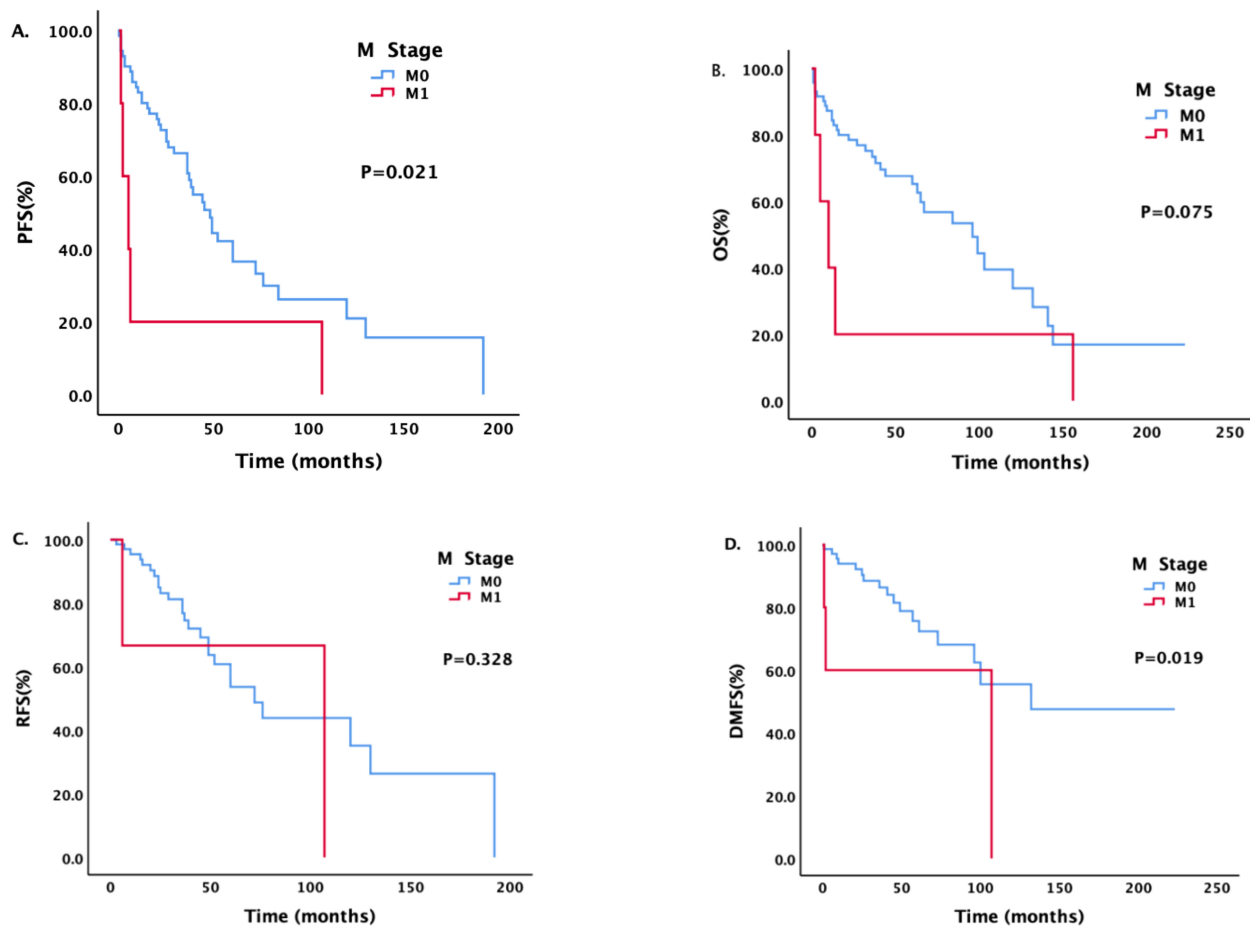 A.
100.0
80.0
60.0
40.0
20.0
0.0
PFS(%)
M Stage
M0
M1
P=0.021
0 50 100 150 200
Time (months)
B.
100.0
80.0
60.0
40.0
20.0
0.0
OS(%)
M Stage
M0
M1
P=0.075
0 50 100 150 200 250
Time (months)
C.
100.0
80.0
60.0
40.0
20.0
0.0
RFS(%)
M Stage
M0
M1
P=0.328
0 50 100 150 200
Time (months)
D.
100.0
80.0
60.0
40.0
20.0
0.0
DMFS(%)
M Stage
M0
M1
P=0.019
0 50 100 150 200 250
Time (months)